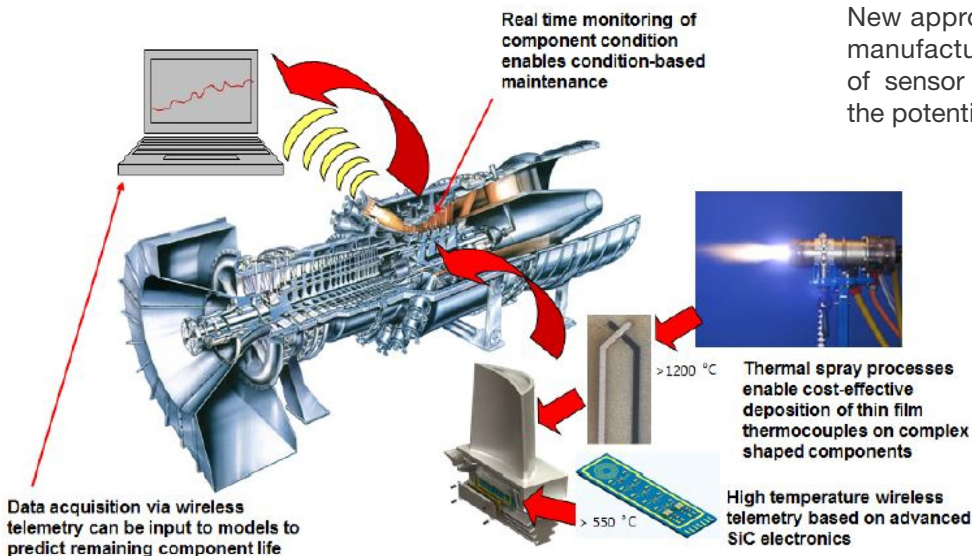 Real time monitoring of
component condition
enables condition-based
maintenance
New appro
manufactu
of sensor
the potenti
>1200 °C
Thermal spray processes
enable cost-effective
deposition of thin film
thermocouples on complex
shaped components
> 550 °C
High temperature wireless
telemetry based on advanced
SiC electronics
Data acquisition via wireless
telemetry can be input to models to
predict remaining component life